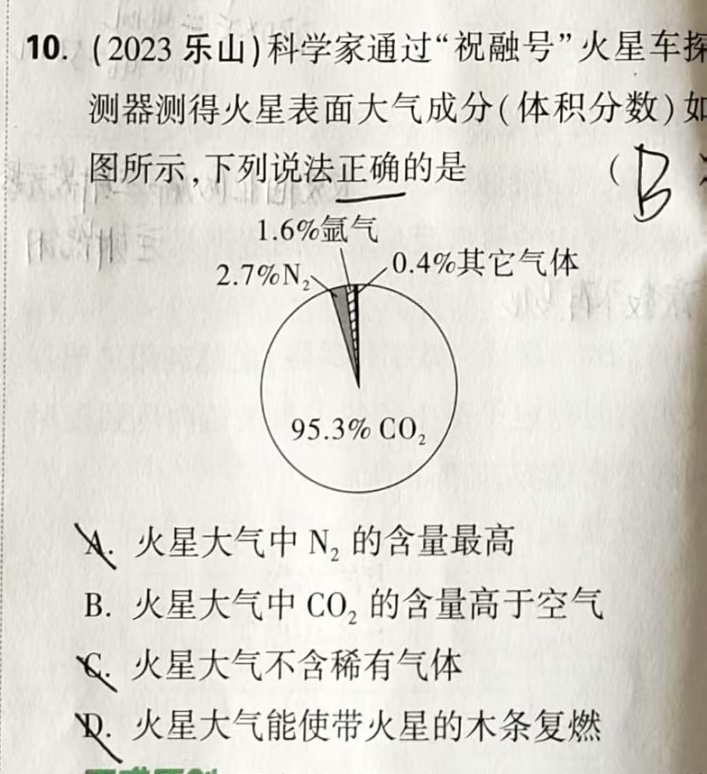 10. (2023 乐山)科学家通过“祝融号”火星车探
测器测得火星表面大气成分(体积分数)如
图所示,下列说法正确的是 ( B
1.6%氩气
0.4%其它气体
2.7%N₂
95.3% CO₂
A. 火星大气中 N₂ 的含量最高
B. 火星大气中 CO₂ 的含量高于空气
C. 火星大气不含稀有气体
D. 火星大气能使带火星的木条复燃